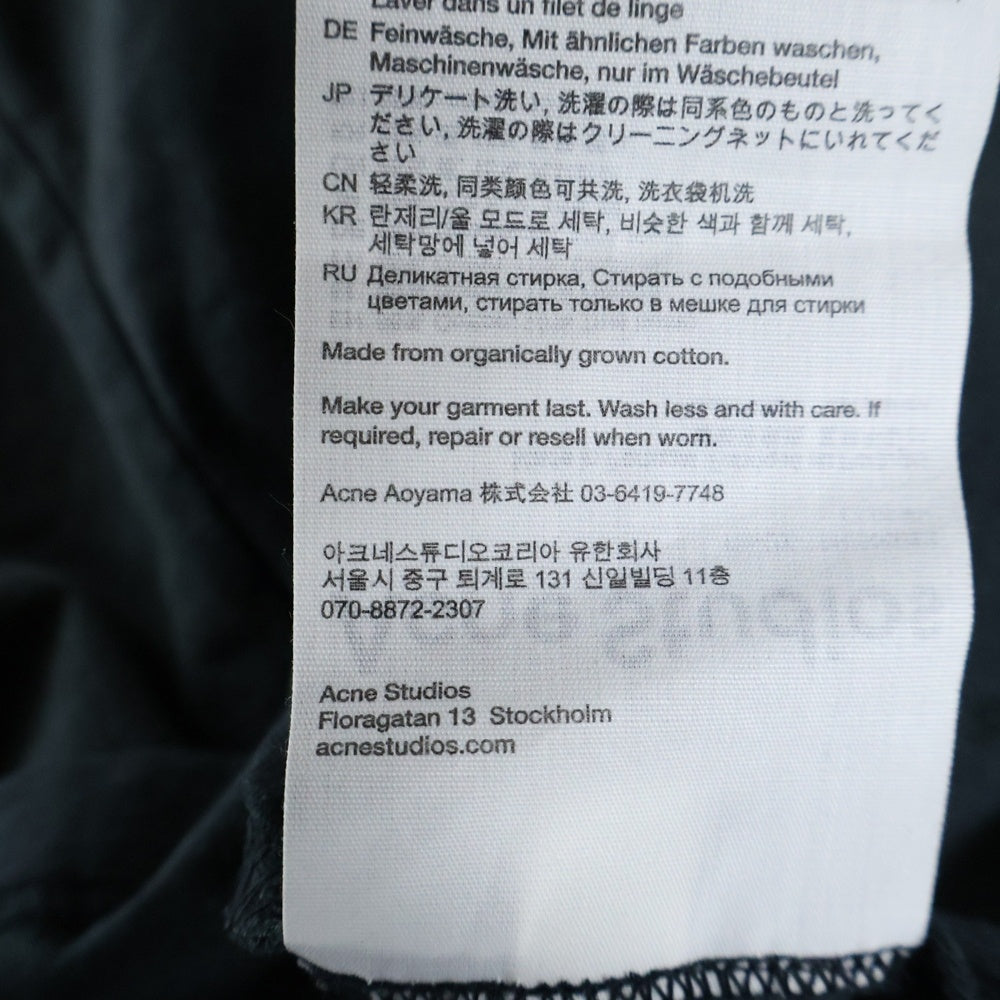 Laver dans un filet de linge
DE Feinwäsche, Mit ähnlichen Farben waschen,
Maschinenwäsche, nur im Wäschebeutel
JP デリケート洗い, 洗濯の際は同系色のものと洗ってく
ださい, 洗濯の際はクリーニングネットにいれてくだ
さい
CN 轻柔洗, 同类颜色可共洗, 洗衣袋机洗
KR 란제리/울 모드로 세탁, 비슷한 색과 함께 세탁,
세탁망에 넣어 세탁
RU Деликатная стирка, Стирать с подобными
цветами, стирать только в мешке для стирки
Made from organically grown cotton.
Make your garment last. Wash less and with care. If
required, repair or resell when worn.
Acne Aoyama 株式会社 03-6419-7748
아크네스튜디오코리아 유한회사
서울시 중구 퇴계로 131 신일빌딩 11층
070-8872-2307
Acne Studios
Floragatan 13 Stockholm
acnestudios.com